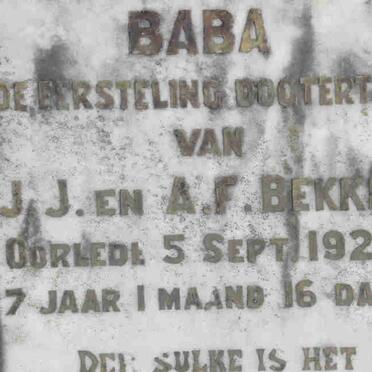 BABA
DE EERSTELING DOGTERT
VAN
J. J. EN A. F. BEKK
OORLEDE 5 SEPT 192
7 JAAR 1 MAAND 16 DA
DER SULKE IS HET